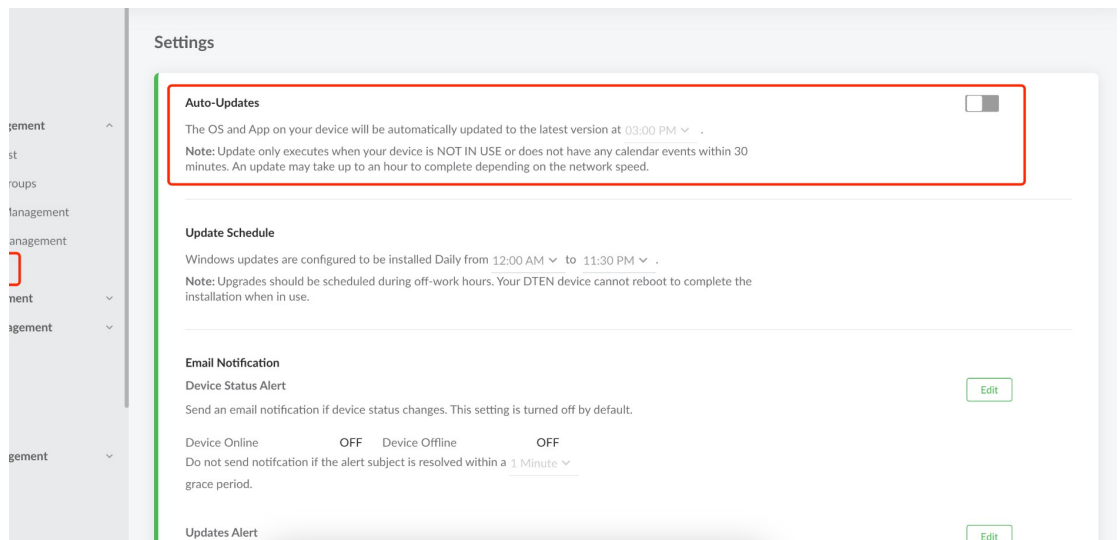 Settings
Auto-Updates
The OS and App on your device will be automatically updated to the latest version at 03:00 PM .
Note: Update only executes when your device is NOT IN USE or does not have any calendar events within 30
minutes. An update may take up to an hour to complete depending on the network speed.
gement
st
roups
Management
anagement
ment
agement
gement
Update Schedule
Windows updates are configured to be installed Daily from 12:00 AM to 11:30 PM .
Note: Upgrades should be scheduled during off-work hours. Your DTEN device cannot reboot to complete the
installation when in use.
Email Notification
Device Status Alert
Edit
Send an email notification if device status changes. This setting is turned off by default.
Device Online OFF Device Offline OFF
Do not send notifcation if the alert subject is resolved within a 1 Minute
grace period.
Updates Alert
Edit